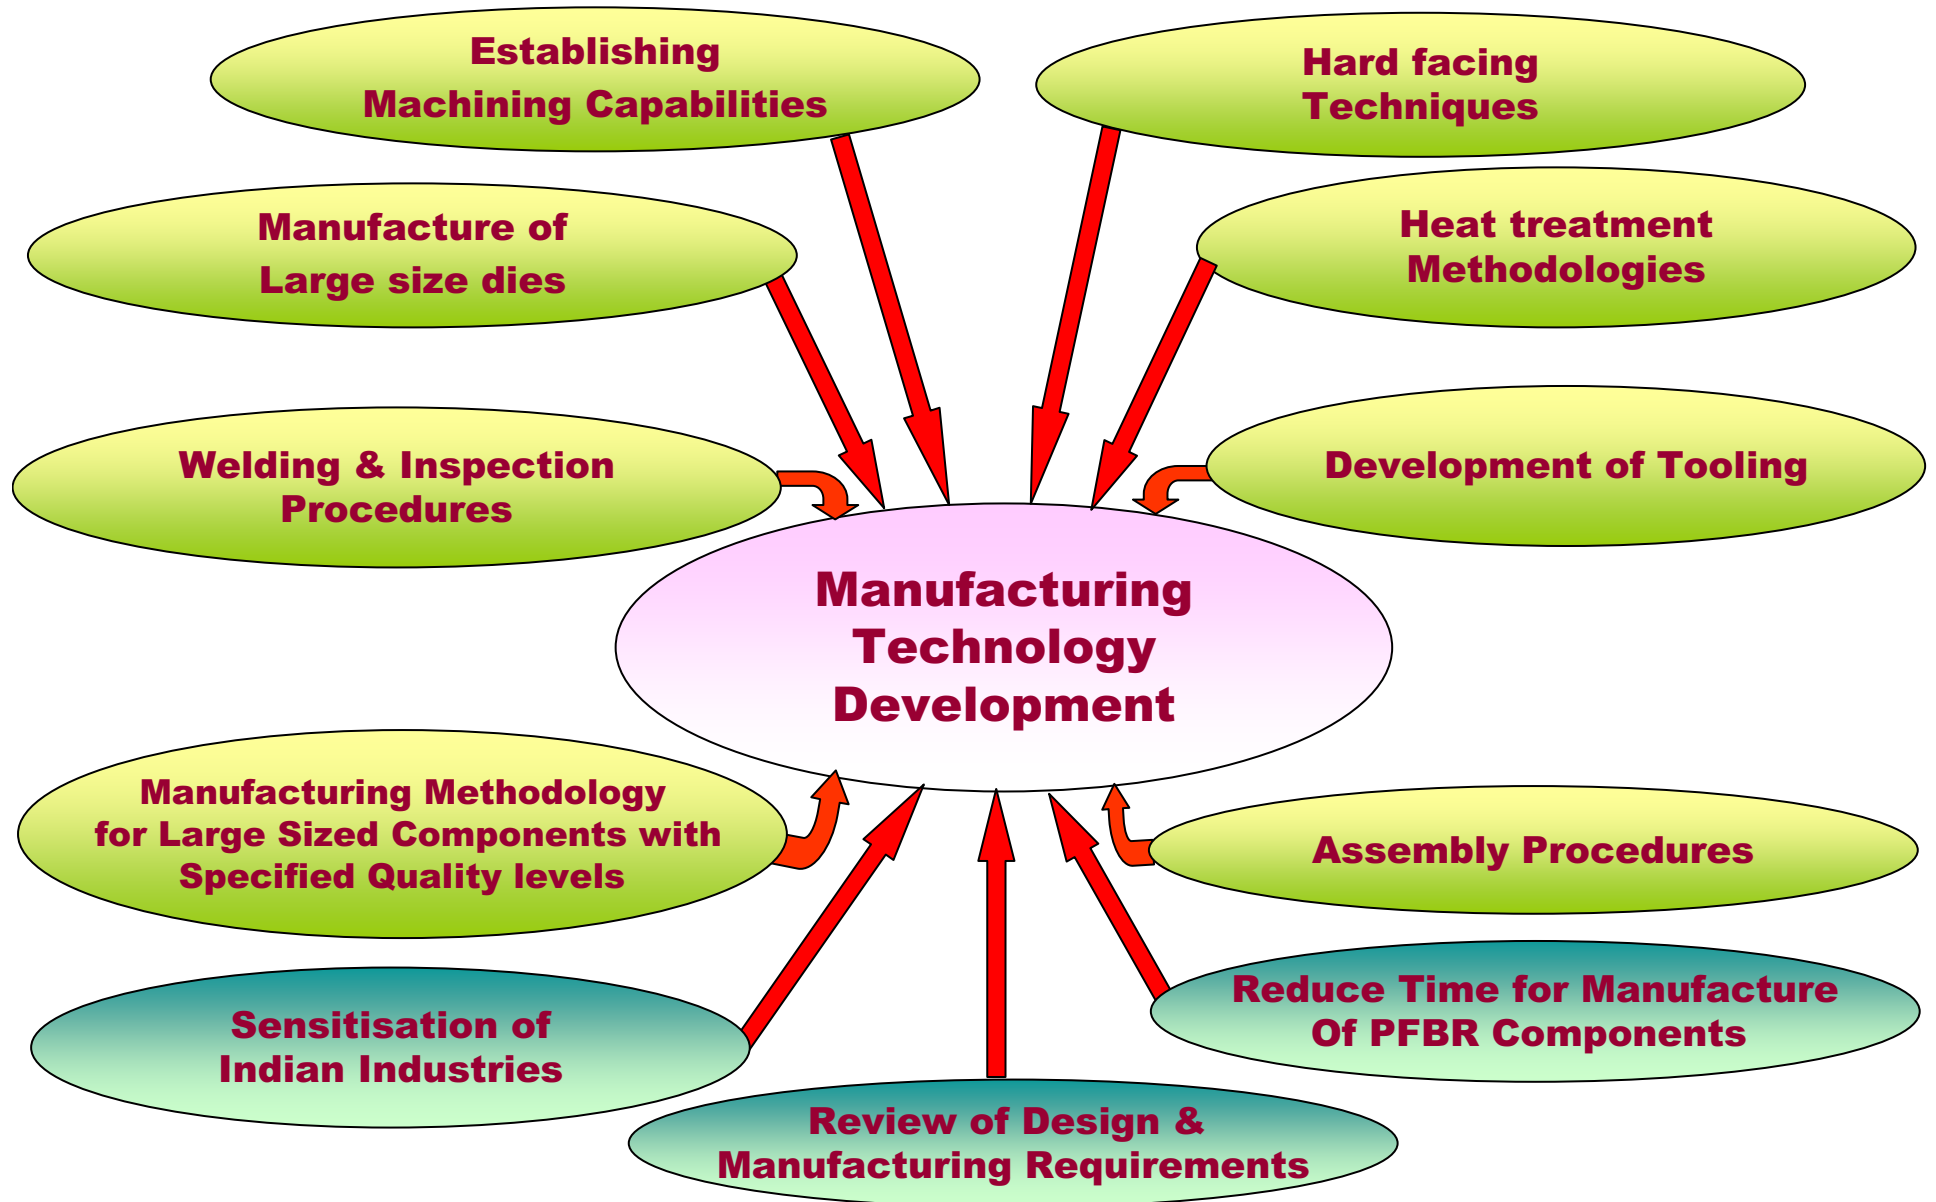 Establishing
Machining Capabilities
Hard facing
Techniques
Manufacture of
Large size dies
Heat treatment
Methodologies
Welding & Inspection
Procedures
Development of Tooling
Manufacturing
Technology
Development
Manufacturing Methodology
for Large Sized Components with
Specified Quality levels
Assembly Procedures
Sensitisation of
Indian Industries
Reduce Time for Manufacture
Of PFBR Components
Review of Design &
Manufacturing Requirements